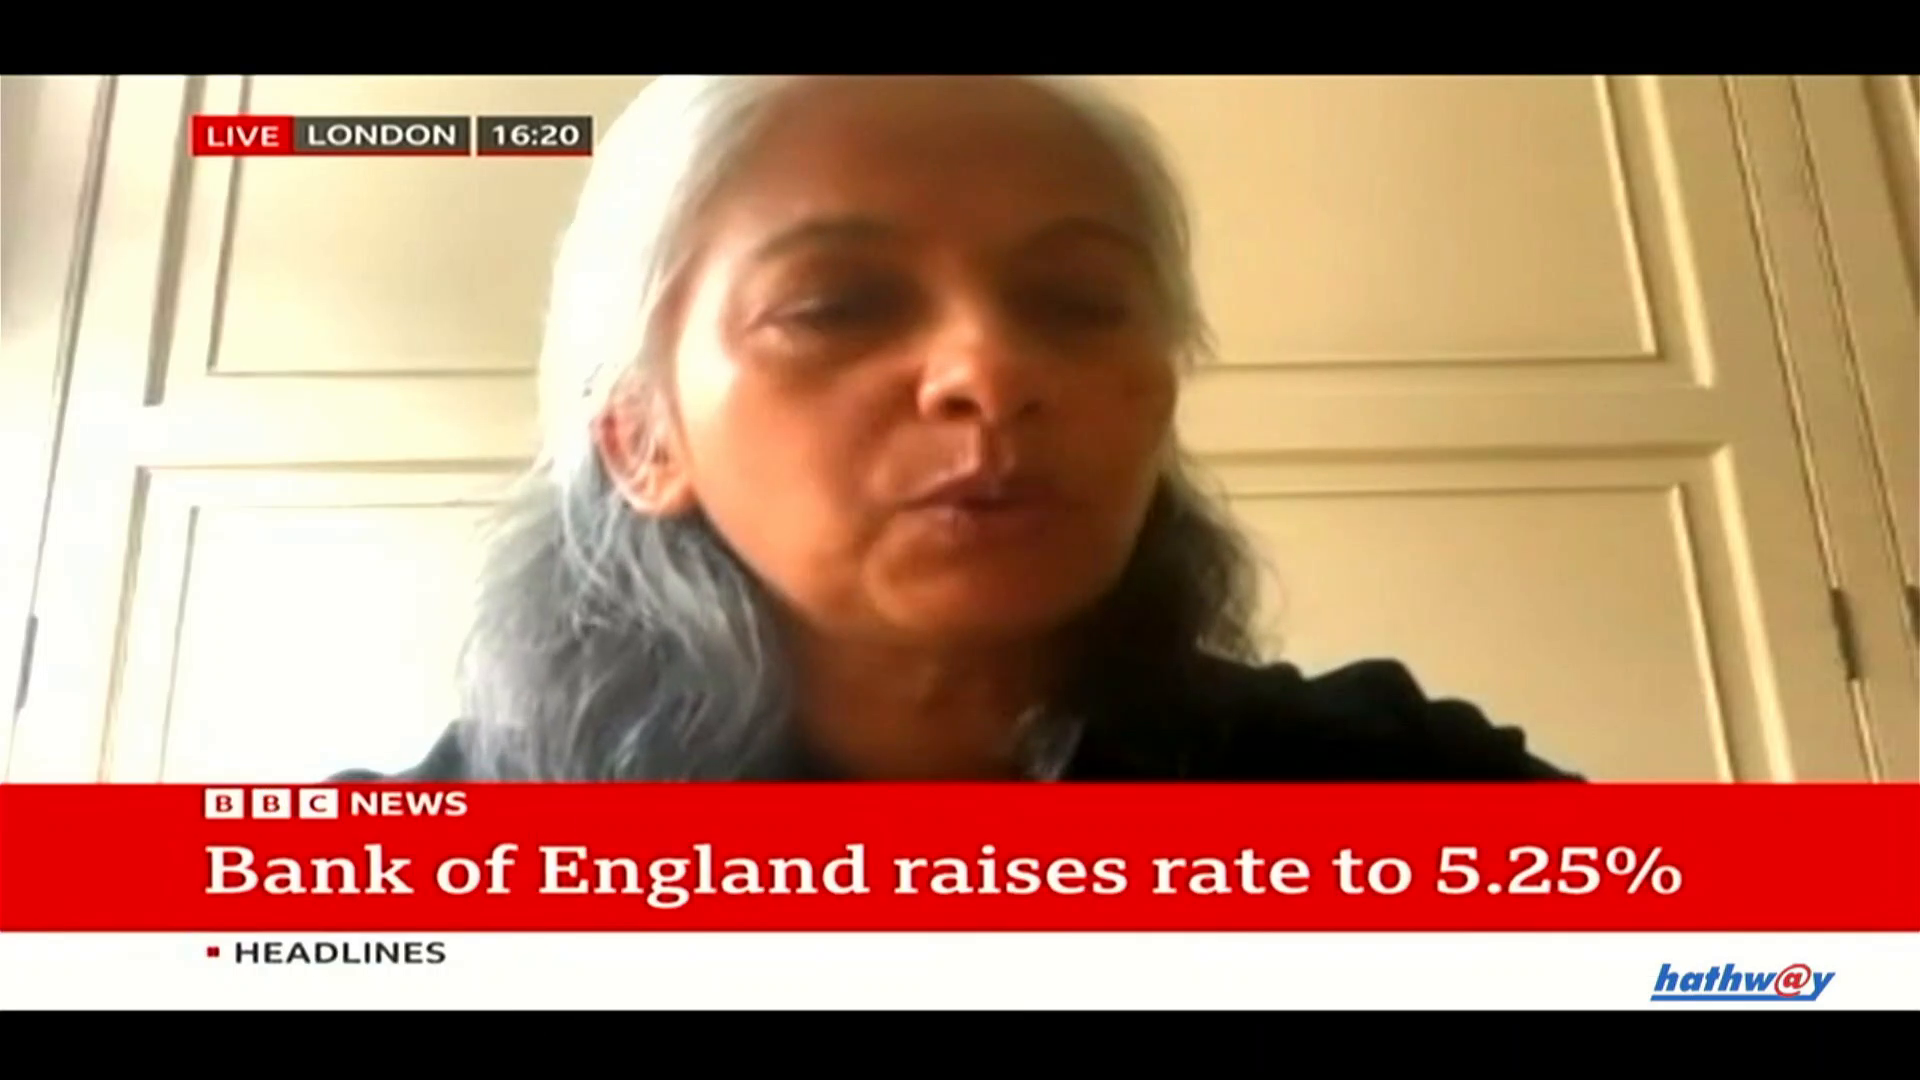 LIVE LONDON 16:20
BBC NEWS
Bank of England raises rate to 5.25%
HEADLINES
hathw@y